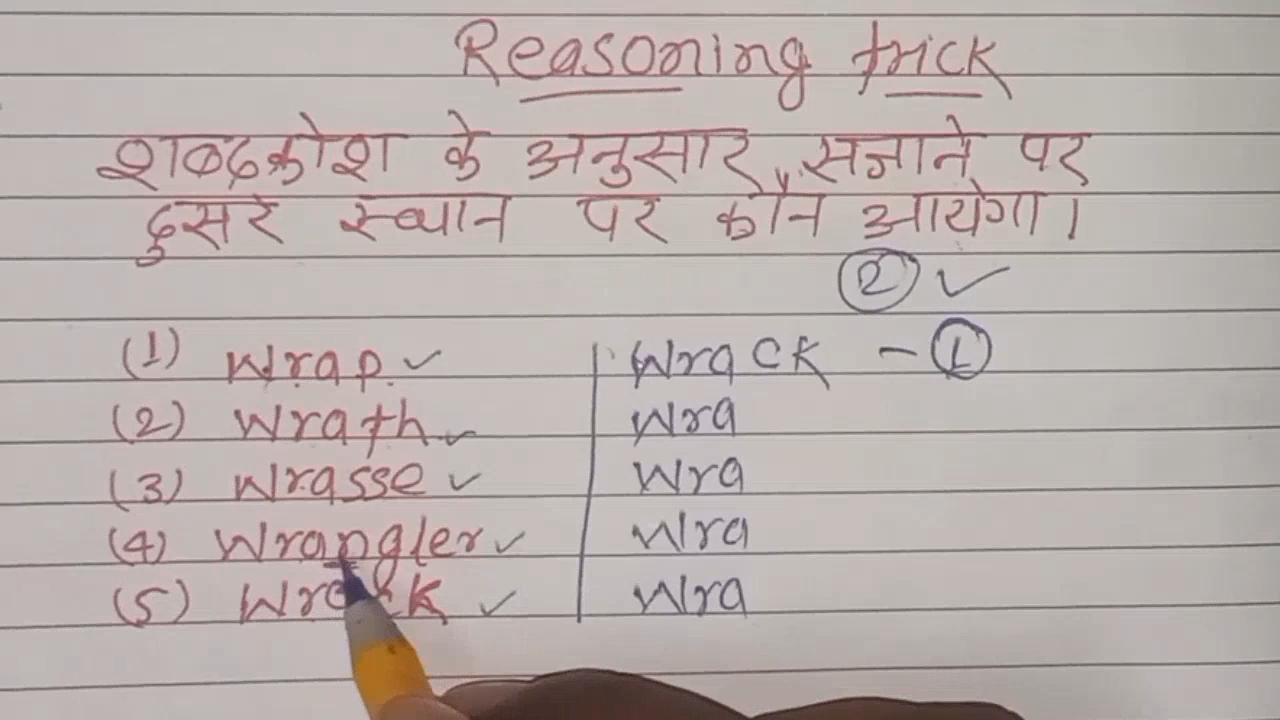 Reasoning trick
शब्दकोश के अनुसार सजाने पर
दुसरे स्थान पर कौन आयेगा।
② ✓
(1) Wrap ✓ Wrack - ①
(2) Wrath ✓ Wra
(3) Wrasse ✓ Wra
(4) Wrangler ✓ Wra
(5) ✓ Wra